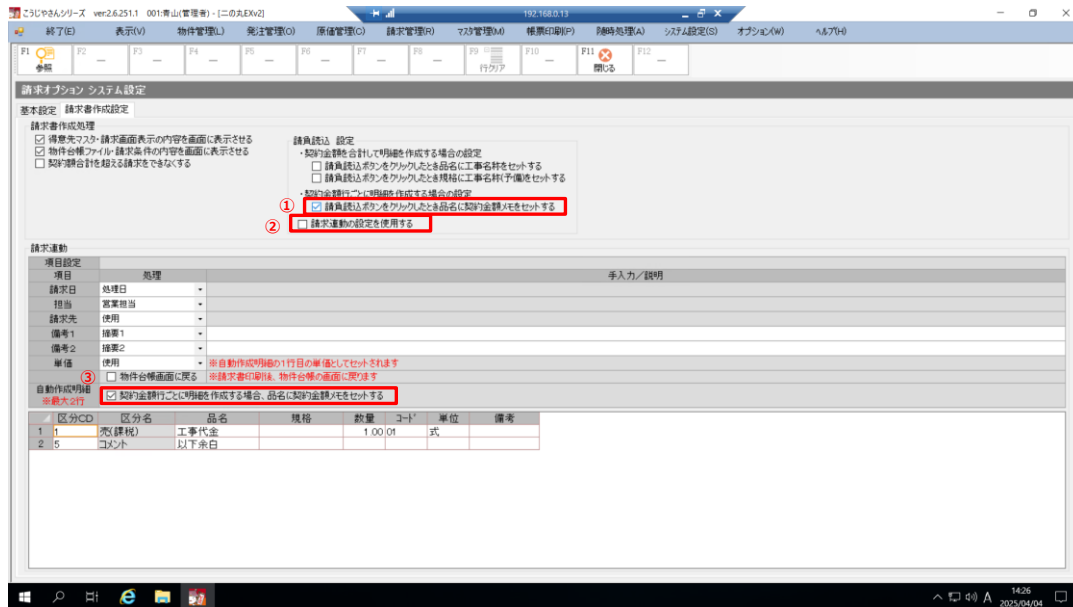 こうじやさんシリーズ ver:2.6.251.1 001:青山(管理者) - [二の丸EXv2]
192.168.0.13
終了(E) 表示(V) 物件管理(L) 発注管理(O) 原価管理(C) 請求管理(R) マスタ管理(M) 帳票印刷(P) 随時処理(A) システム設定(S) オプション(W) ヘルプ(H)
F1 F2 F3 F4 F5 F6 F7 F8 F9 F10 F11 F12
参照 行クリア 閉じる
請求オプション システム設定
基本設定 請求書作成設定
請求書作成処理
得意先マスタ・請求画面表示の内容を画面に表示させる
物件台帳ファイル・請求条件の内容を画面に表示させる
契約額合計を超える請求をできなくする
請負読込 設定
・契約金額を合計して明細を作成する場合の設定
請負読込ボタンをクリックしたとき品名に工事名称をセットする
請負読込ボタンをクリックしたとき規格に工事名称(予備)をセットする
・契約金額行ごとに明細を作成する場合の設定
① 請負読込ボタンをクリックしたとき品名に契約金額メモをセットする
② 請求連動の設定を使用する
請求連動
項目設定
項目 処理 手入力/説明
請求日 処理日
担当 営業担当
請求先 使用
備考1 摘要1
備考2 摘要2
単価 使用 ※自動作成明細の1行目の単価としてセットされます
③ 物件台帳画面に戻る ※請求書印刷後、物件台帳の画面に戻ります
自動作成明細
※最大2行
契約金額行ごとに明細を作成する場合、品名に契約金額メモをセットする
区分CD 区分名 品名 規格 数量 コード 単位 備考
1 1 売(課税) 工事代金 1.00 01 式
2 5 コメント 以下余白
A 14:26
2025/04/04